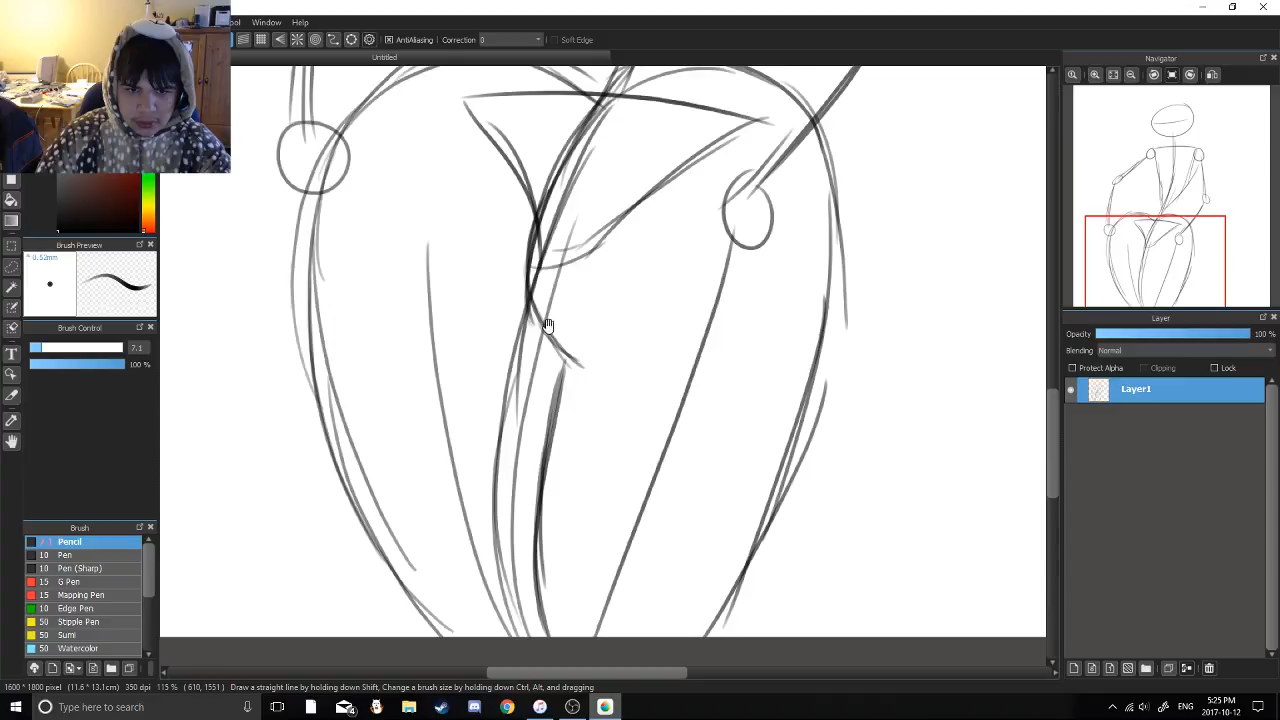 ol Window Help
AntiAliasing Correction 0 Soft Edge
Untitled
Navigator
Brush Preview
* 0.52mm
Brush Control
7.1
100 %
Layer
Opacity 100 %
Blending Normal
Protect Alpha Clipping Lock
Layer1
Brush
Pencil
10 Pen
10 Pen (Sharp)
15 G Pen
15 Mapping Pen
10 Edge Pen
50 Stipple Pen
50 Sumi
50 Watercolor
1600 * 1800 pixel (11.6 * 13.1cm) 350 dpi 115 % ( 610, 1551) Draw a straight line by holding down Shift, Change a brush size by holding down Ctrl, Alt, and dragging
Type here to search
4
5:25 PM
2017-10-12